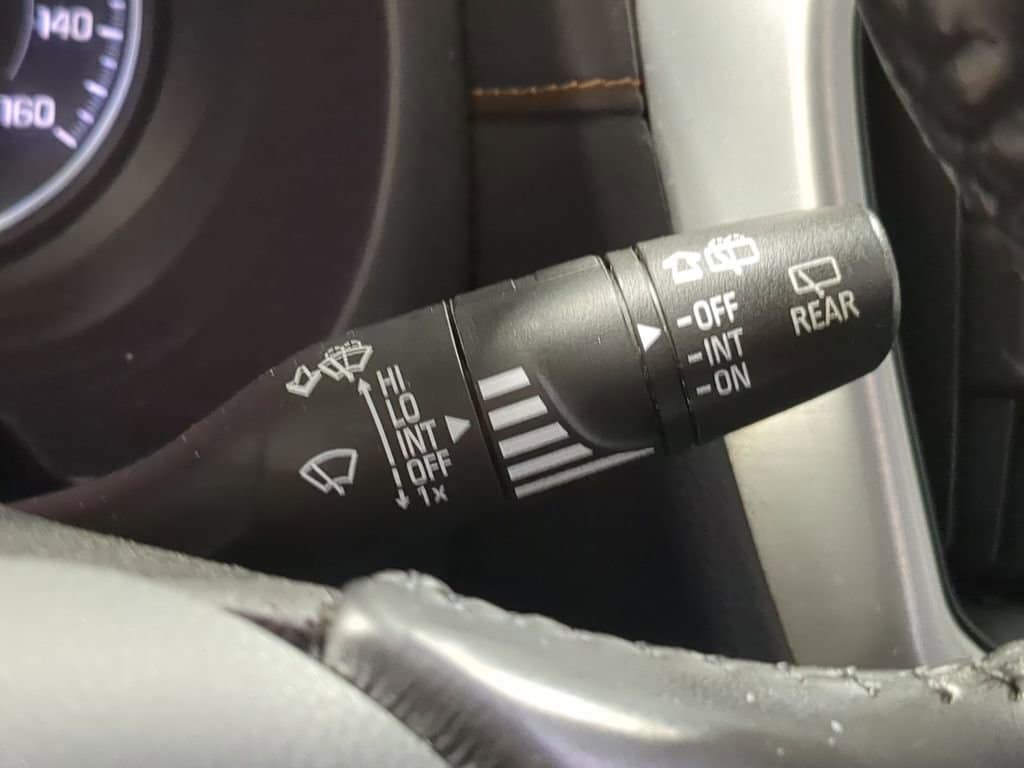 140
160
HI
LO
INT
OFF
1x
-OFF
-INT
-ON
REAR